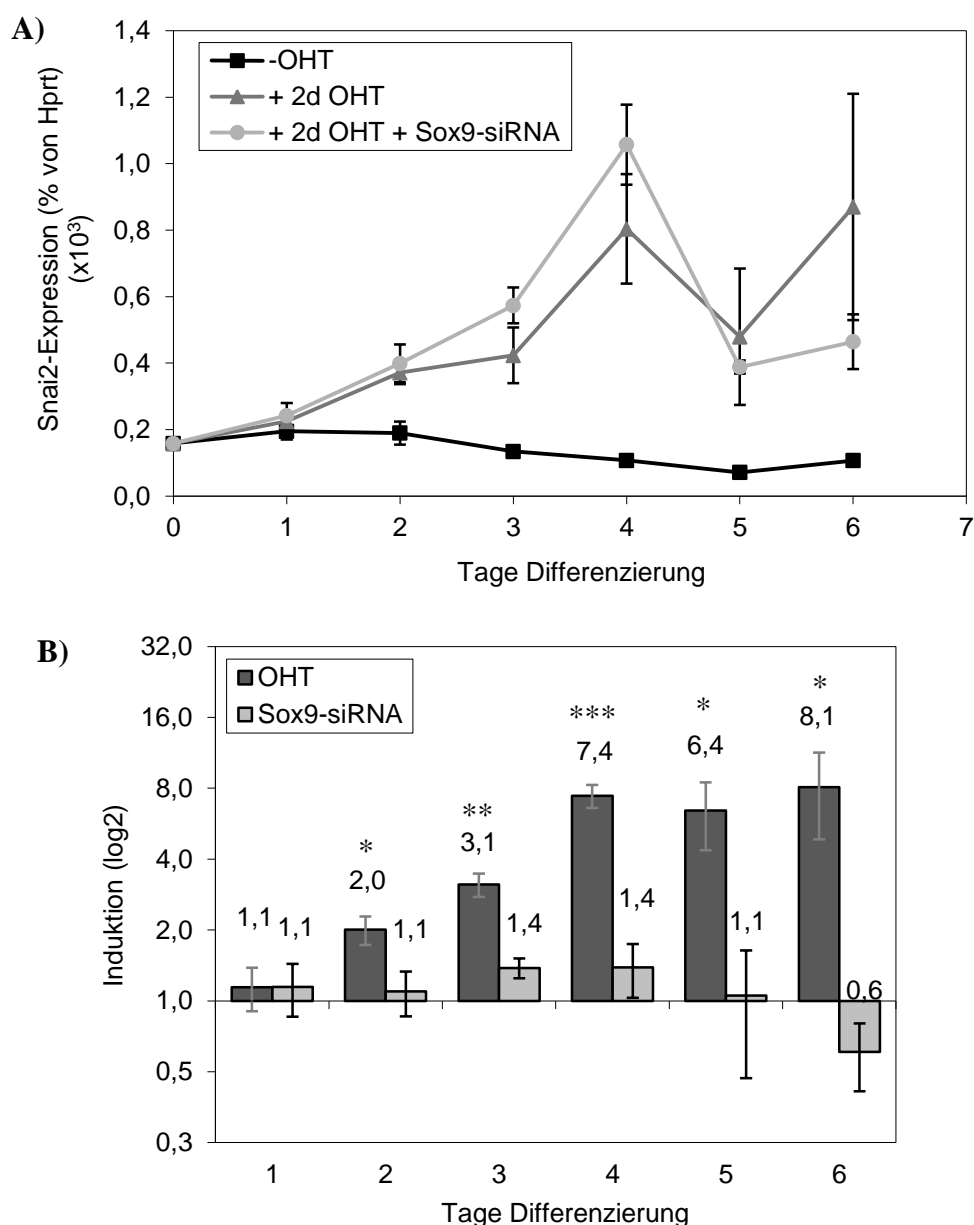 A)
Snai2-Expression (% von Hprt)
(x10³)
1,4
1,2
1,0
0,8
0,6
0,4
0,2
0,0
-OHT
+ 2d OHT
+ 2d OHT + Sox9-siRNA
0 1 2 3 4 5 6 7
Tage Differenzierung
B)
Induktion (log2)
32,0
16,0
8,0
4,0
2,0
1,0
0,5
0,3
OHT
Sox9-siRNA
1,1 1,1
*
2,0 1,1
**
3,1 1,4
***
7,4 1,4
*
6,4 1,1
*
8,1 0,6
1 2 3 4 5 6
Tage Differenzierung